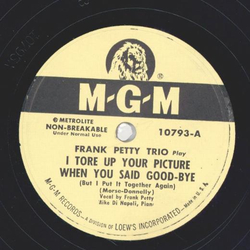 M-G-M
® METROLITE
NON-BREAKABLE
Under Normal Use
10793-A
FRANK PETTY TRIO Play
I TORE UP YOUR PICTURE
WHEN YOU SAID GOOD-BYE
(But I Put It Together Again)
(Morse-Donnelly)
Vocal by Frank Petty
Mike Di Napoli, Piano
M-G-M RECORDS - A DIVISION OF LOEW'S INCORPORATED - Made in U.S.A.